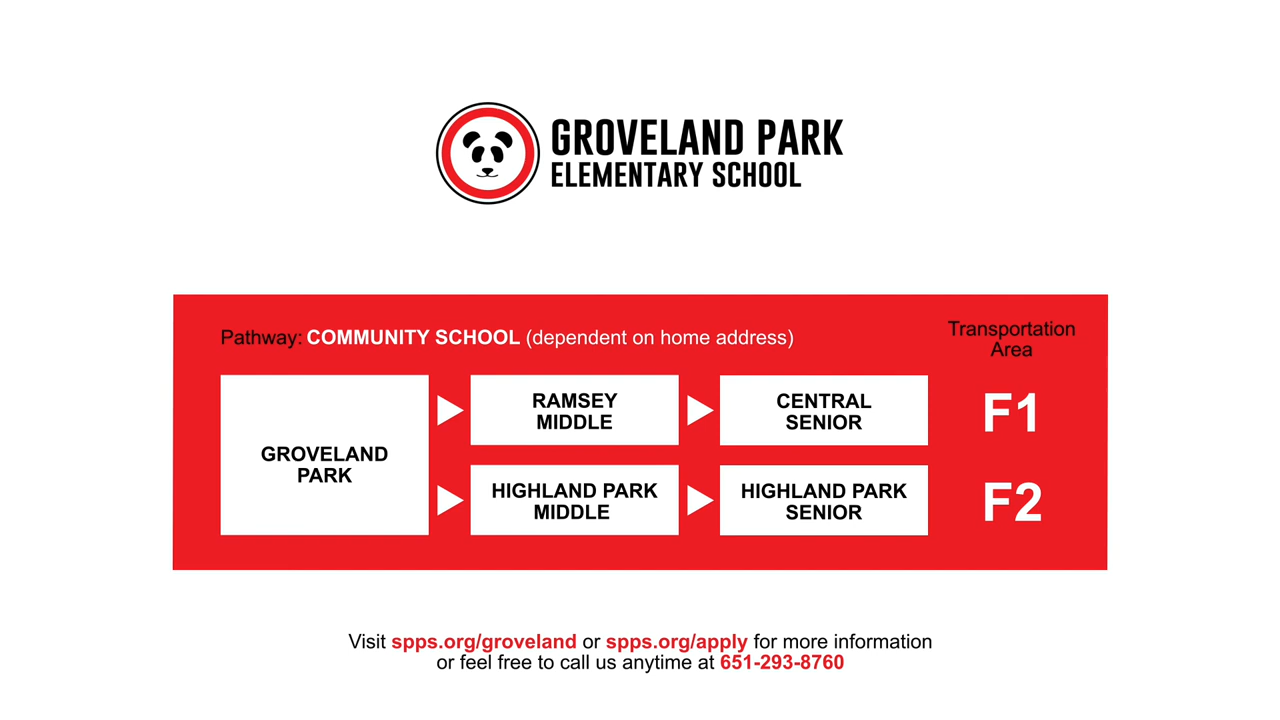 GROVELAND PARK
ELEMENTARY SCHOOL
Pathway: COMMUNITY SCHOOL (dependent on home address)
Transportation
Area
GROVELAND
PARK
RAMSEY
MIDDLE
CENTRAL
SENIOR
F1
HIGHLAND PARK
MIDDLE
HIGHLAND PARK
SENIOR
F2
Visit spps.org/groveland or spps.org/apply for more information
or feel free to call us anytime at 651-293-8760